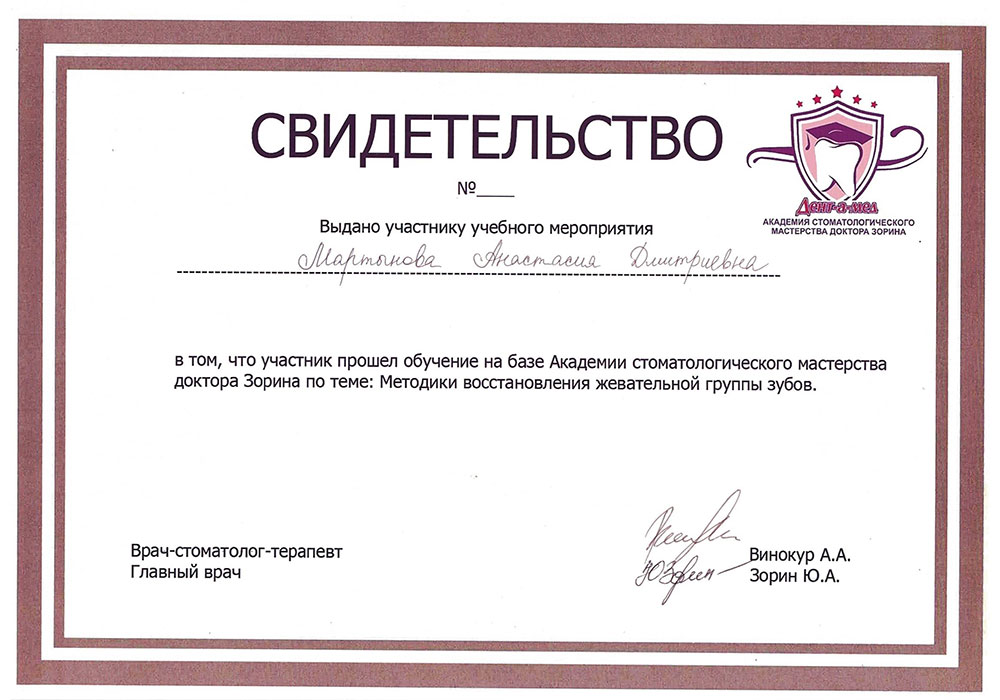 СВИДЕТЕЛЬСТВО
№____
Дент-а-мед
АКАДЕМИЯ СТОМАТОЛОГИЧЕСКОГО
МАСТЕРСТВА ДОКТОРА ЗОРИНА
Выдано участнику учебного мероприятия
Мартынова Анастасия Дмитриевна
в том, что участник прошел обучение на базе Академии стоматологического мастерства
доктора Зорина по теме: Методики восстановления жевательной группы зубов.
Врач-стоматолог-терапевт
Главный врач
ЮЗорин
Винокур А.А.
Зорин Ю.А.